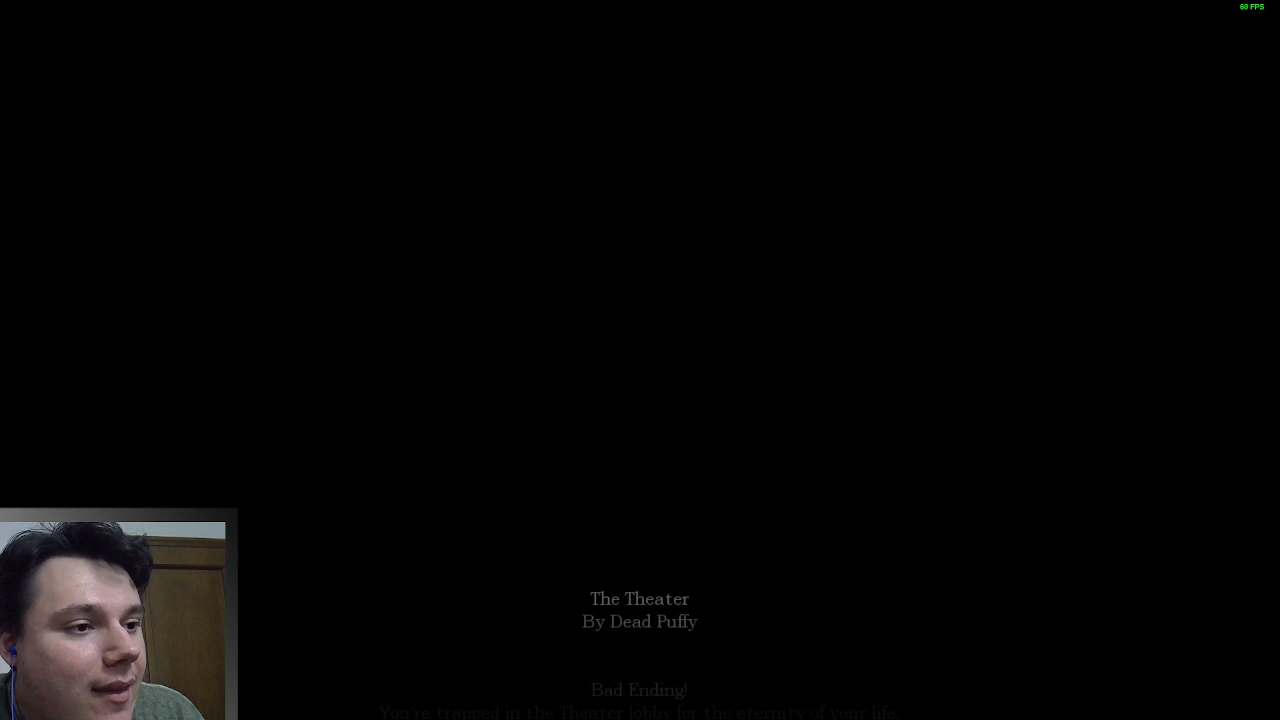 60 FPS
The Theater
By Dead Puffy
Bad Ending!
You're trapped in the Theater lobby for the eternity of your life.